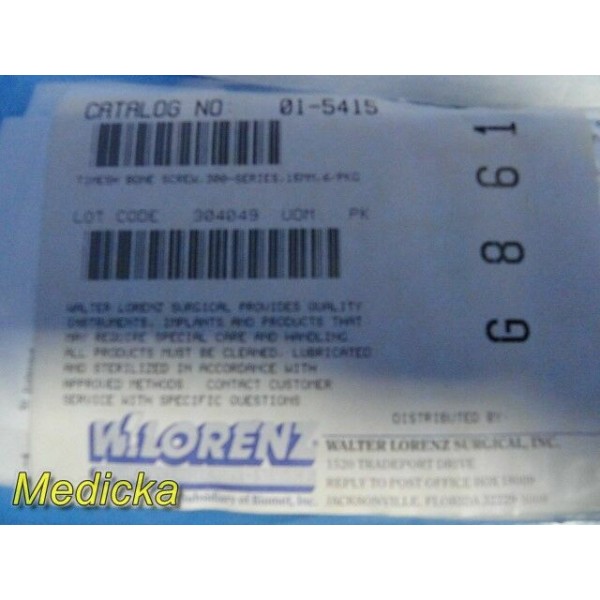 CATALOG NO: 01-5415
TIMESH BONE SCREW, 300-SERIES, 15MM, 6/PKG
LOT CODE 304049 UOM PK
WALTER LORENZ SURGICAL PROVIDES QUALITY
INSTRUMENTS, IMPLANTS AND PRODUCTS THAT
MAY REQUIRE SPECIAL CARE AND HANDLING
ALL PRODUCTS MUST BE CLEANED, LUBRICATED
AND STERILIZED IN ACCORDANCE WITH
APPROVED METHODS CONTACT CUSTOMER
SERVICE WITH SPECIFIC QUESTIONS
G 8 6 1
W.LORENZ
Subsidiary of Biomet, Inc.
DISTRIBUTED BY:
WALTER LORENZ SURGICAL, INC.
1520 TRADEPORT DRIVE
REPLY TO POST OFFICE BOX 18009
JACKSONVILLE, FLORIDA
Medicka